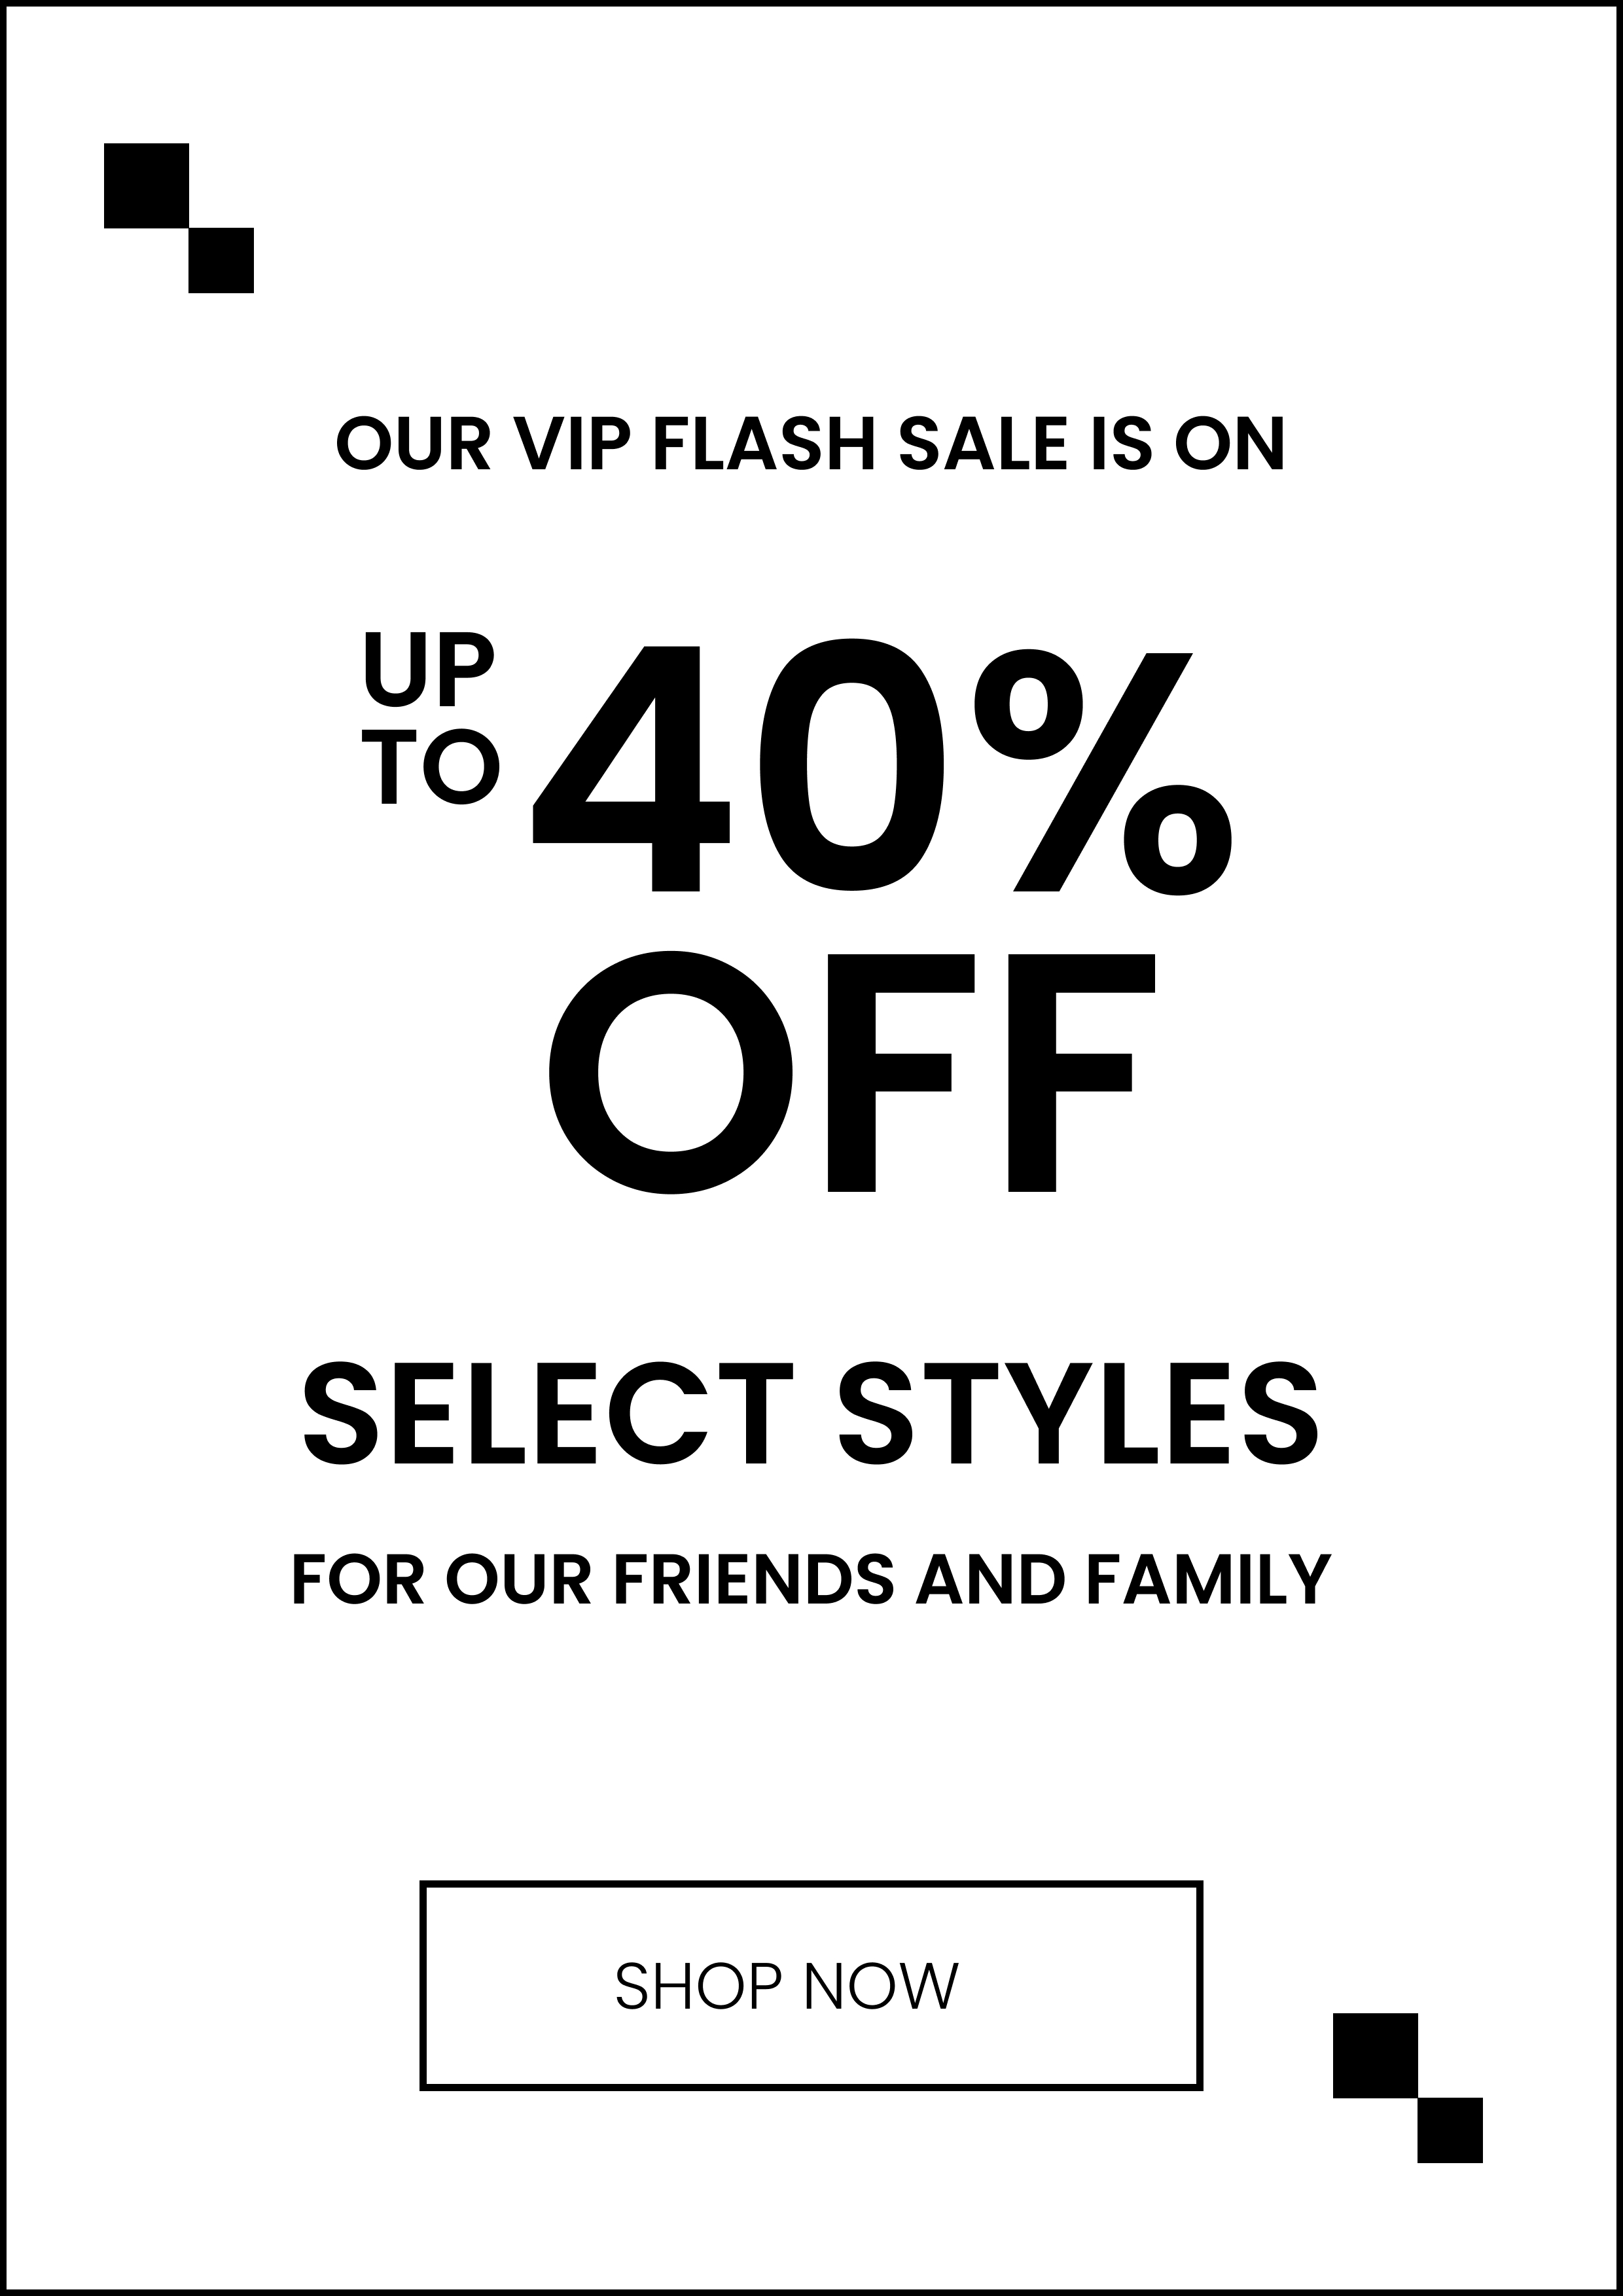 OUR VIP FLASH SALE IS ON
UP
TO
40%
OFF
SELECT STYLES
FOR OUR FRIENDS AND FAMILY
SHOP NOW